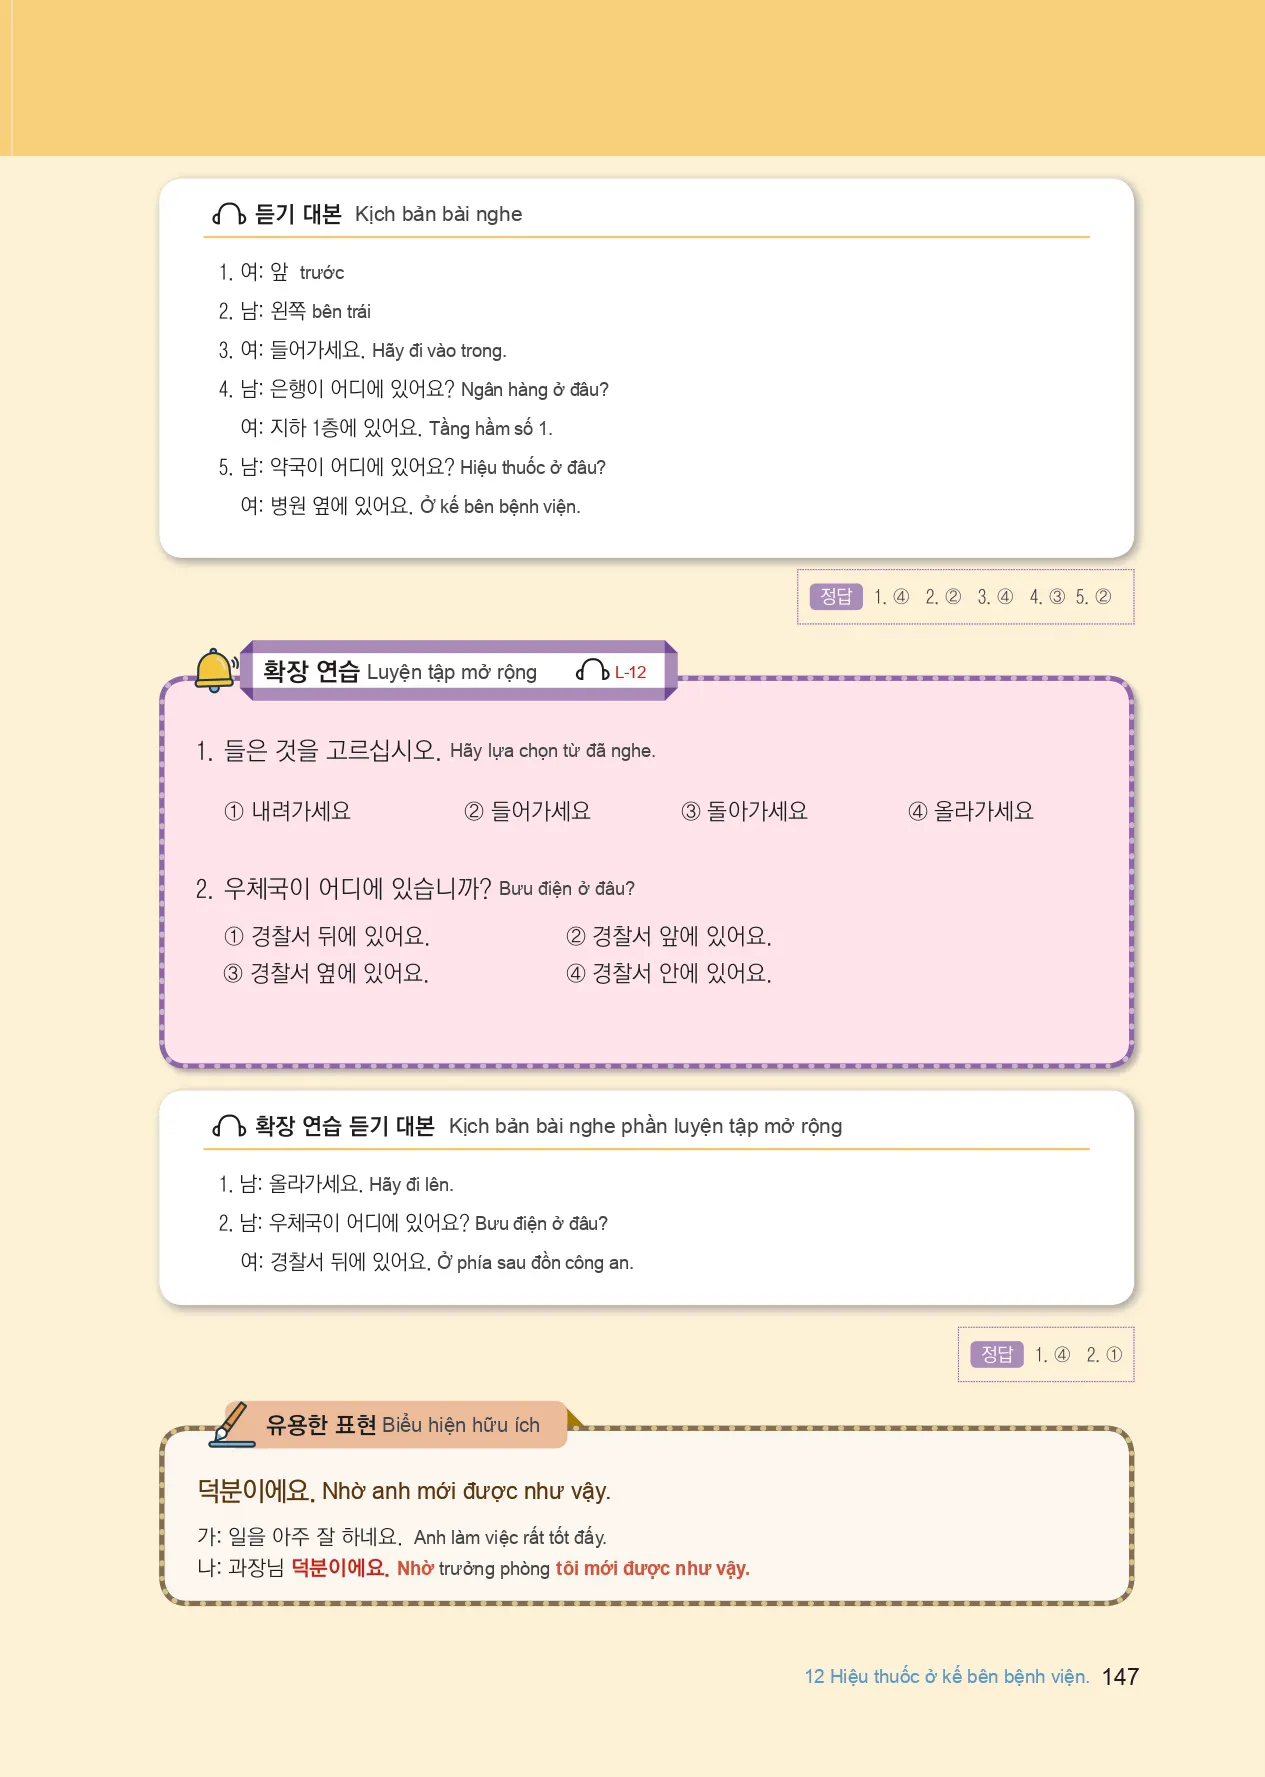 듣기 대본 Kịch bản bài nghe
1. 여: 앞 trước
2. 남: 왼쪽 bên trái
3. 여: 들어가세요. Hãy đi vào trong.
4. 남: 은행이 어디에 있어요? Ngân hàng ở đâu?
여: 지하 1층에 있어요. Tầng hầm số 1.
5. 남: 약국이 어디에 있어요? Hiệu thuốc ở đâu?
여: 병원 옆에 있어요. Ở kế bên bệnh viện.
정답 1. ④ 2. ② 3. ④ 4. ③ 5. ②
확장 연습 Luyện tập mở rộng L-12
1. 들은 것을 고르십시오. Hãy lựa chọn từ đã nghe.
① 내려가세요 ② 들어가세요 ③ 돌아가세요 ④ 올라가세요
2. 우체국이 어디에 있습니까? Bưu điện ở đâu?
① 경찰서 뒤에 있어요. ② 경찰서 앞에 있어요.
③ 경찰서 옆에 있어요. ④ 경찰서 안에 있어요.
확장 연습 듣기 대본 Kịch bản bài nghe phần luyện tập mở rộng
1. 남: 올라가세요. Hãy đi lên.
2. 남: 우체국이 어디에 있어요? Bưu điện ở đâu?
여: 경찰서 뒤에 있어요. Ở phía sau đồn công an.
정답 1. ④ 2. ①
유용한 표현 Biểu hiện hữu ích
덕분이에요. Nhờ anh mới được như vậy.
가: 일을 아주 잘 하네요. Anh làm việc rất tốt đấy.
나: 과장님 덕분이에요. Nhờ trưởng phòng tôi mới được như vậy.
12 Hiệu thuốc ở kế bên bệnh viện. 147